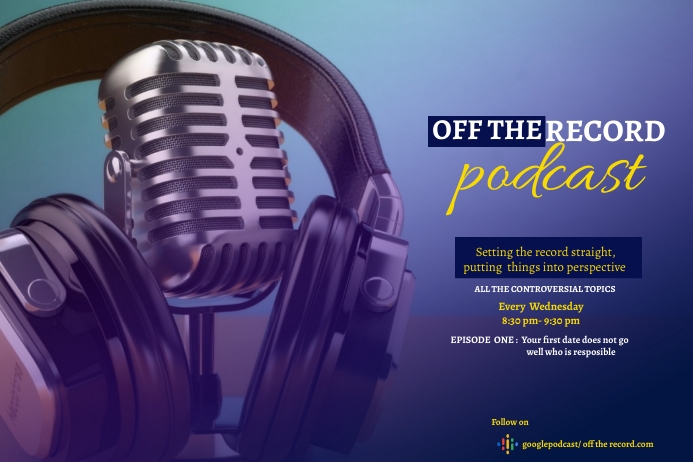 OFF THE RECORD
podcast
Setting the record straight,
putting things into perspective
ALL THE CONTROVERSIAL TOPICS
Every Wednesday
8:30 pm- 9:30 pm
EPISODE ONE : Your first date does not go
well who is resposible
Follow on
googlepodcast/ off the record.com